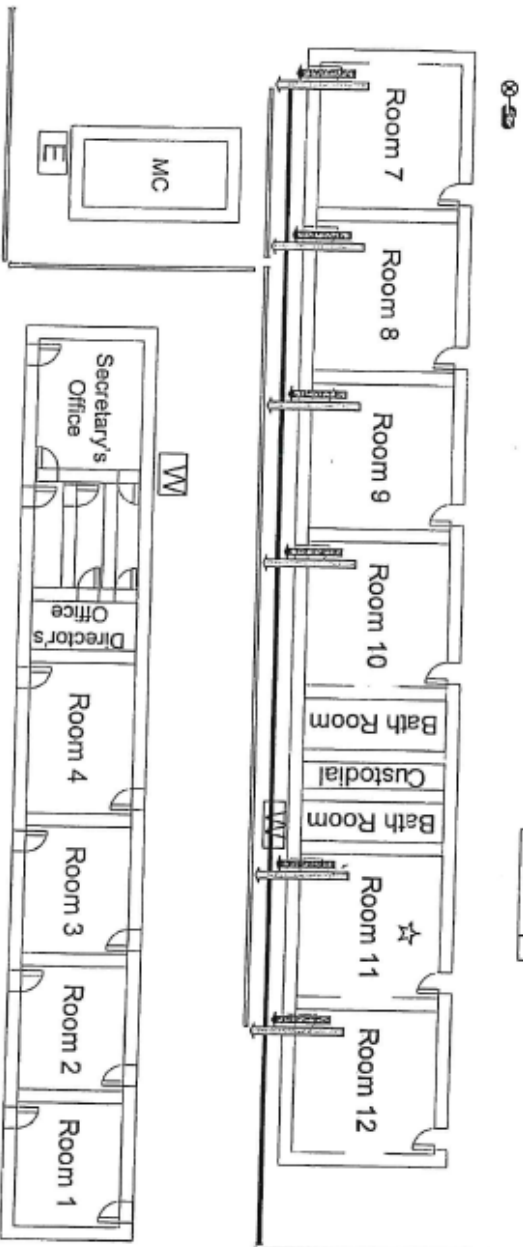 Room 7
Room 8
Room 9
Room 10
Bath Room
Custodial
Bath Room
Room 11
Room 12
MC
E
W
W
Secretary's
Office
Director's
Office
Room 4
Room 3
Room 2
Room 1